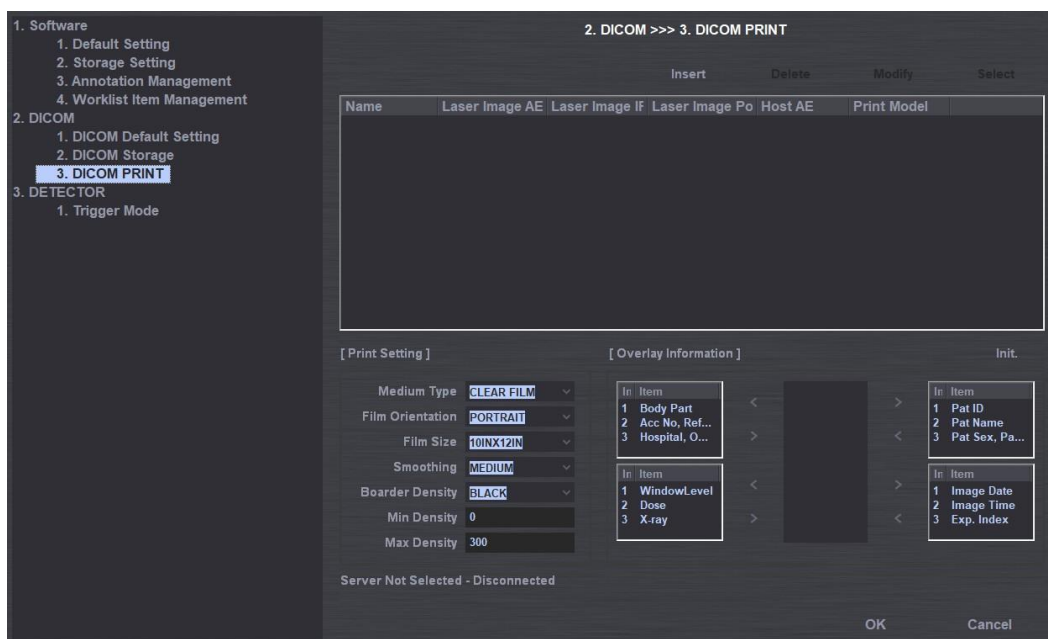 1. Software
1. Default Setting
2. Storage Setting
3. Annotation Management
4. Worklist Item Management
2. DICOM
1. DICOM Default Setting
2. DICOM Storage
3. DICOM PRINT
3. DETECTOR
1. Trigger Mode
2. DICOM >>> 3. DICOM PRINT
Insert Delete Modify Select
Name Laser Image AE Laser Image IF Laser Image Po Host AE Print Model
[ Print Setting ]
Medium Type CLEAR FILM
Film Orientation PORTRAIT
Film Size 10INX12IN
Smoothing MEDIUM
Boarder Density BLACK
Min Density 0
Max Density 300
[ Overlay Information ] Init.
In Item
1 Body Part
2 Acc No, Ref...
3 Hospital, O...
In Item
1 WindowLevel
2 Dose
3 X-ray
< >
> <
< >
> <
In Item
1 Pat ID
2 Pat Name
3 Pat Sex, Pa...
In Item
1 Image Date
2 Image Time
3 Exp. Index
Server Not Selected - Disconnected
OK Cancel